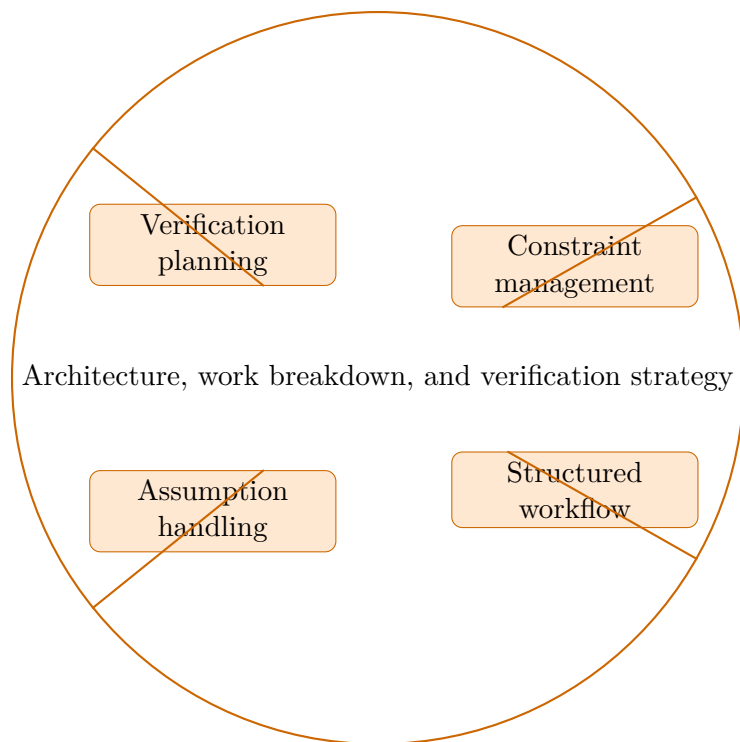 Verification
planning
Constraint
management
Architecture, work breakdown, and verification strategy
Assumption
handling
Structured
workflow